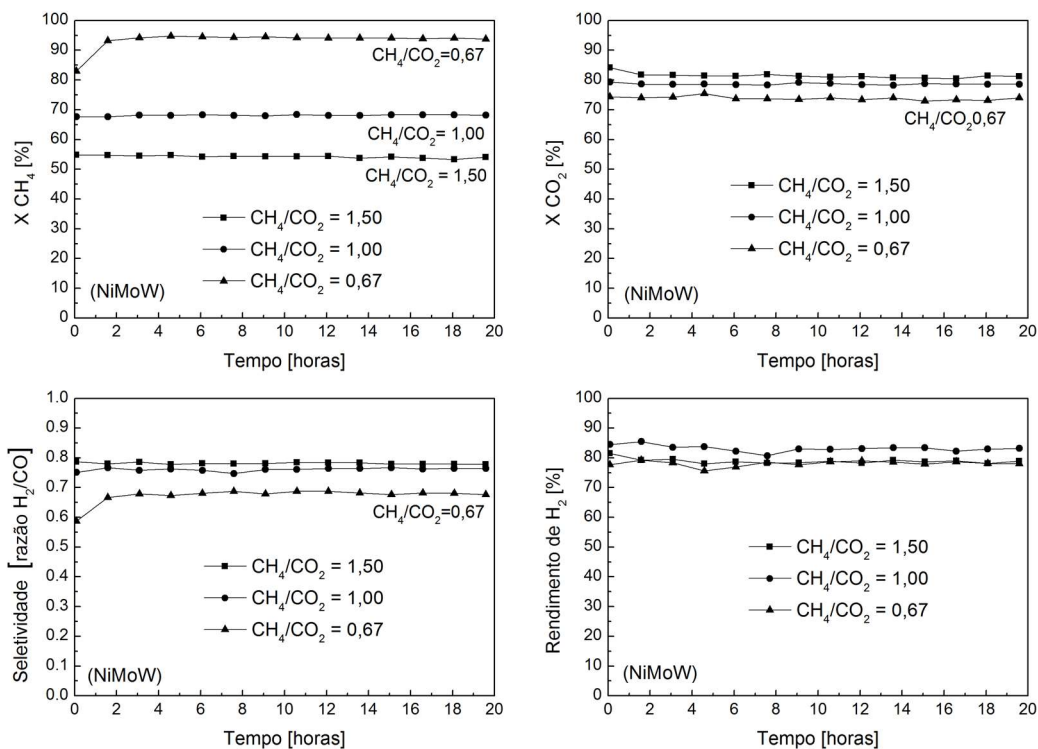 100
90
80
70
60
50
40
30
20
10
0
X CH₄ [%]
CH₄/CO₂=0,67
CH₄/CO₂= 1,00
CH₄/CO₂ = 1,50
CH₄/CO₂ = 1,50
CH₄/CO₂ = 1,00
CH₄/CO₂ = 0,67
(NiMoW)
0 2 4 6 8 10 12 14 16 18 20
Tempo [horas]
100
90
80
70
60
50
40
30
20
10
0
X CO₂ [%]
CH₄/CO₂0,67
CH₄/CO₂ = 1,50
CH₄/CO₂ = 1,00
CH₄/CO₂ = 0,67
(NiMoW)
0 2 4 6 8 10 12 14 16 18 20
Tempo [horas]
1.0
0.9
0.8
0.7
0.6
0.5
0.4
0.3
0.2
0.1
0.0
Seletividade [razão H₂/CO]
CH₄/CO₂=0,67
CH₄/CO₂ = 1,50
CH₄/CO₂ = 1,00
CH₄/CO₂ = 0,67
(NiMoW)
0 2 4 6 8 10 12 14 16 18 20
Tempo [horas]
100
90
80
70
60
50
40
30
20
10
0
Rendimento de H₂ [%]
CH₄/CO₂ = 1,50
CH₄/CO₂ = 1,00
CH₄/CO₂ = 0,67
(NiMoW)
0 2 4 6 8 10 12 14 16 18 20
Tempo [horas]